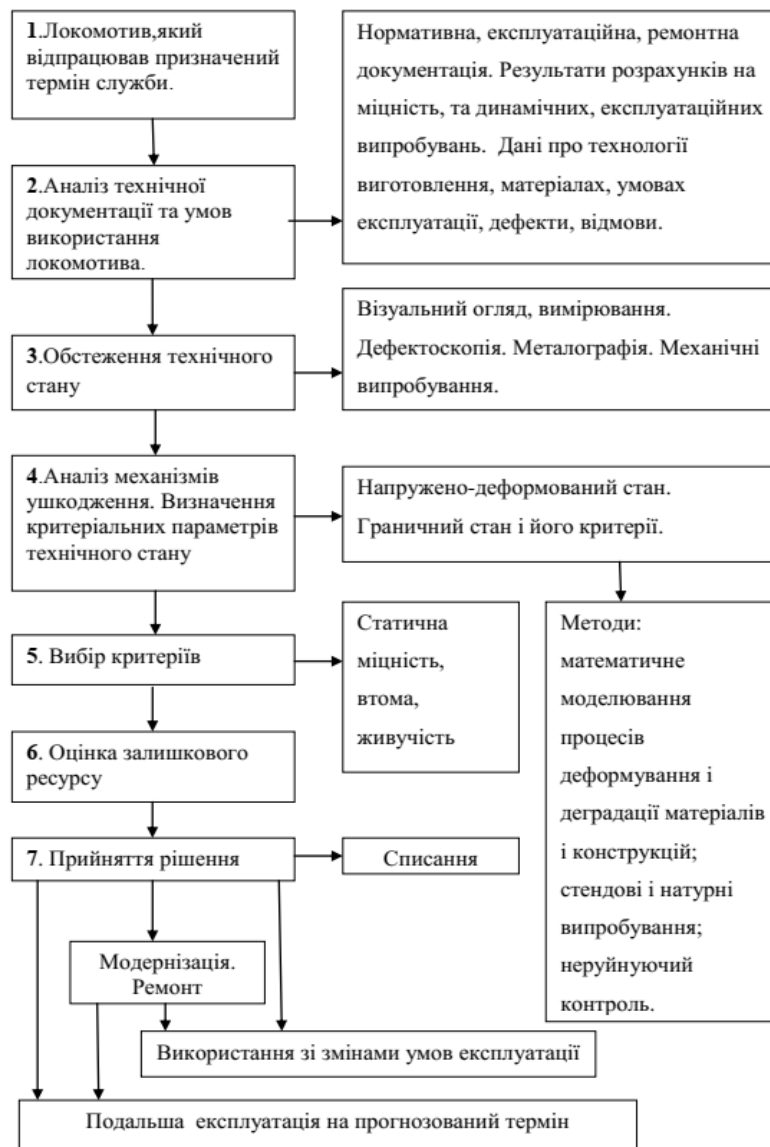 1.Локомотив,який
відпрацював призначений
термін служби.
Нормативна, експлуатаційна, ремонтна
документація. Результати розрахунків на
міцність, та динамічних, експлуатаційних
випробувань. Дані про технології
виготовлення, матеріалах, умовах
експлуатації, дефекти, відмови.
2.Аналіз технічної
документації та умов
використання
локомотива.
3.Обстеження технічного
стану
Візуальний огляд, вимірювання.
Дефектоскопія. Металографія. Механічні
випробування.
4.Аналіз механізмів
ушкодження. Визначення
критеріальних параметрів
технічного стану
Напружено-деформований стан.
Граничний стан і його критерії.
5. Вибір критеріїв
Статична
міцність,
втома,
живучість
Методи:
математичне
моделювання
процесів
деформування і
деградації матеріалів
і конструкцій;
стендові і натурні
випробування;
неруйнуючий
контроль.
6. Оцінка залишкового
ресурсу
7. Прийняття рішення
Списання
Модернізація.
Ремонт
Використання зі змінами умов експлуатації
Подальша експлуатація на прогнозований термін